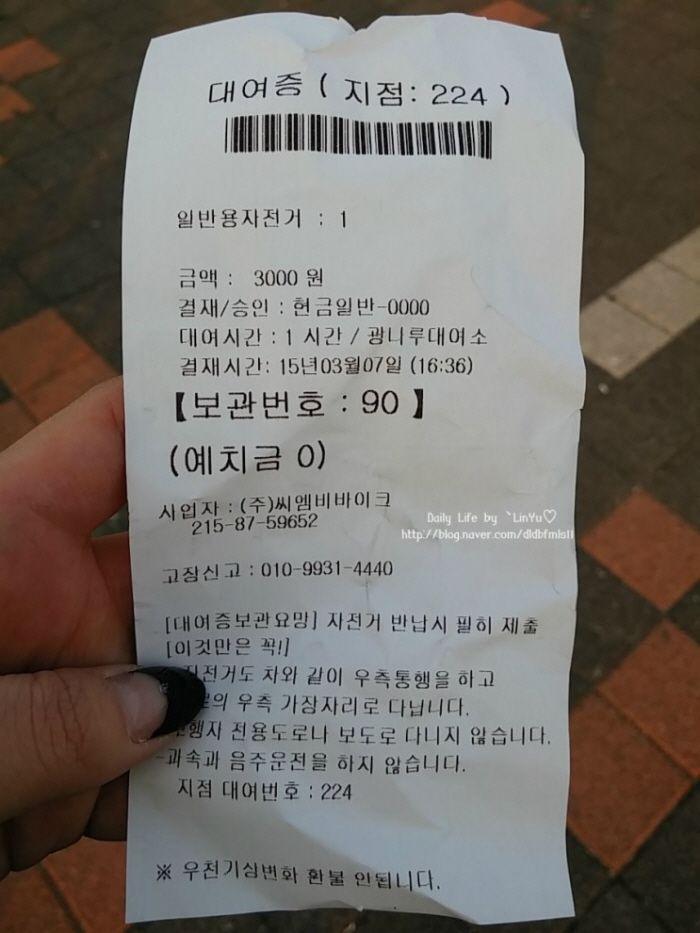 대여증 ( 지점: 224 )
일반용자전거 : 1
금액 : 3000 원
결재/승인 : 현금일반-0000
대여시간 : 1 시간 / 광나루대여소
결재시간: 15년03월07일 (16:36)
【보관번호 : 90 】
(예치금 0)
사업자 : (주)씨엠비바이크
215-87-59652
Daily Life by `LinYu♡
http://blog.naver.com/dldbfmls11
고장신고 : 010-9931-4440
[대여증보관요망] 자전거 반납시 필히 제출
[이것만은 꼭!]
자전거도 차와 같이 우측통행을 하고
우측 가장자리로 다닙니다.
전용도로나 보도로 다니지 않습니다.
-과속과 음주운전을 하지 않습니다.
지점 대여번호 : 224
※ 우천기상변화 환불 안됩니다.